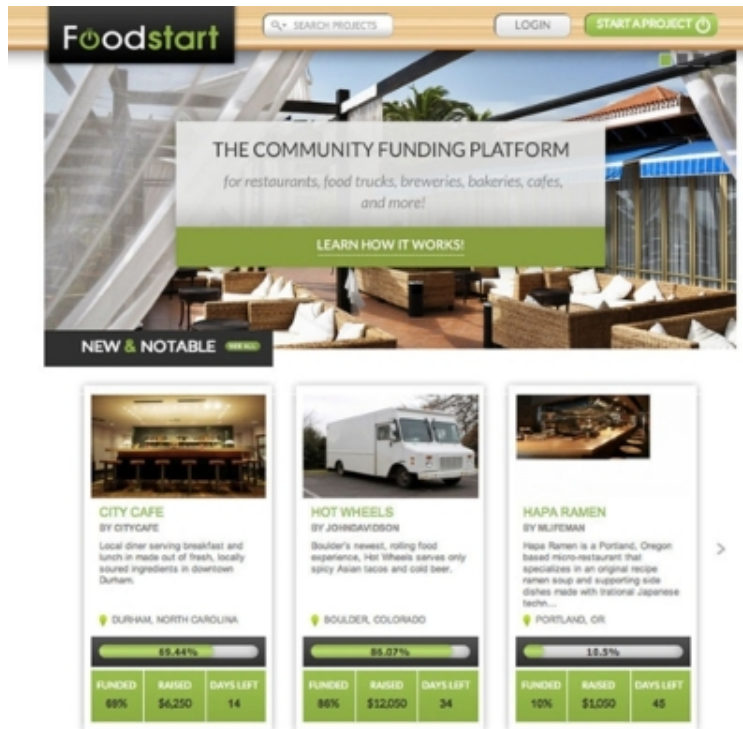 Foodstart
SEARCH PROJECTS
LOGIN
START A PROJECT
THE COMMUNITY FUNDING PLATFORM
for restaurants, food trucks, breweries, bakeries, cafes,
and more!
LEARN HOW IT WORKS!
NEW & NOTABLE SEE ALL
CITY CAFE
BY CITYCAFE
Local diner serving breakfast and
lunch in made out of fresh, locally
soured ingredients in downtown
Durham.
DURHAM, NORTH CAROLINA
69.44%
FUNDED RAISED DAYS LEFT
69% $6,250 14
HOT WHEELS
BY JOHNDAVIDSON
Boulder's newest, rolling food
experience, Hot Wheels serves only
spicy Asian tacos and cold beer.
BOULDER, COLORADO
86.07%
FUNDED RAISED DAYS LEFT
86% $12,050 34
HAPA RAMEN
BY MLIFEMAN
Hapa Ramen is a Portland, Oregon
based micro-restaurant that
specializes in an original recipe
ramen soup and supporting side
dishes made with trational Japanese
techn...
PORTLAND, OR
10.5%
FUNDED RAISED DAYS LEFT
10% $1,050 45